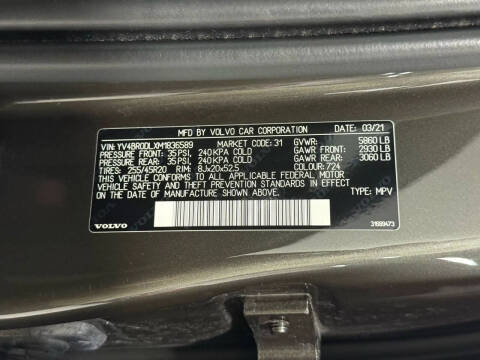 MFD BY VOLVO CAR CORPORATION DATE: 03/21
VIN: YV4BR0DLXM1836589 MARKET: 31 GVWR: 5860 LB
PRESSURE FRONT: 35 PSI, 240 KPA COLD GAWR FRONT: 2930 LB
PRESSURE REAR: 35 PSI, 240 KPA COLD GAWR REAR: 3060 LB
TIRES: 255/45R20 RIM: 8Jx20x52,5 COLOUR: 724
THIS VEHICLE CONFORMS TO ALL APPLICABLE FEDERAL MOTOR
VEHICLE SAFETY AND THEFT PREVENTION STANDARDS IN EFFECT
ON THE DATE OF MANUFACTURE SHOWN ABOVE. TYPE: MPV
VOLVO 31689473